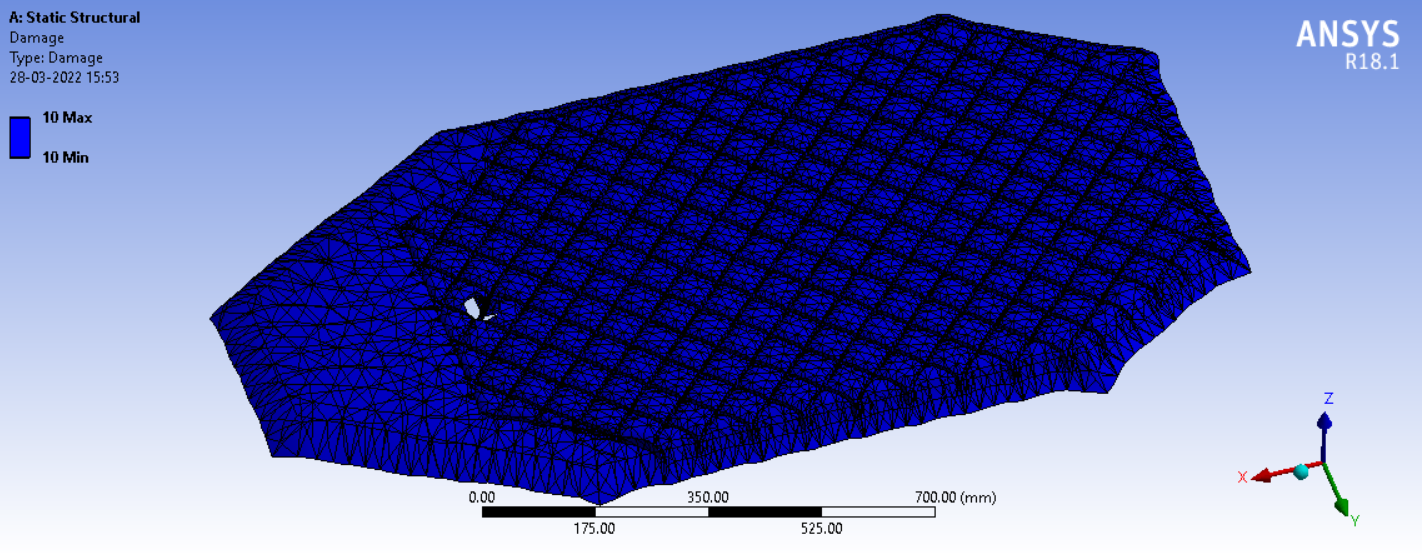 A: Static Structural
Damage
Type: Damage
28-03-2022 15:53
10 Max
10 Min
ANSYS
R18.1
0.00 350.00 700.00 (mm)
175.00 525.00
Z
X
Y